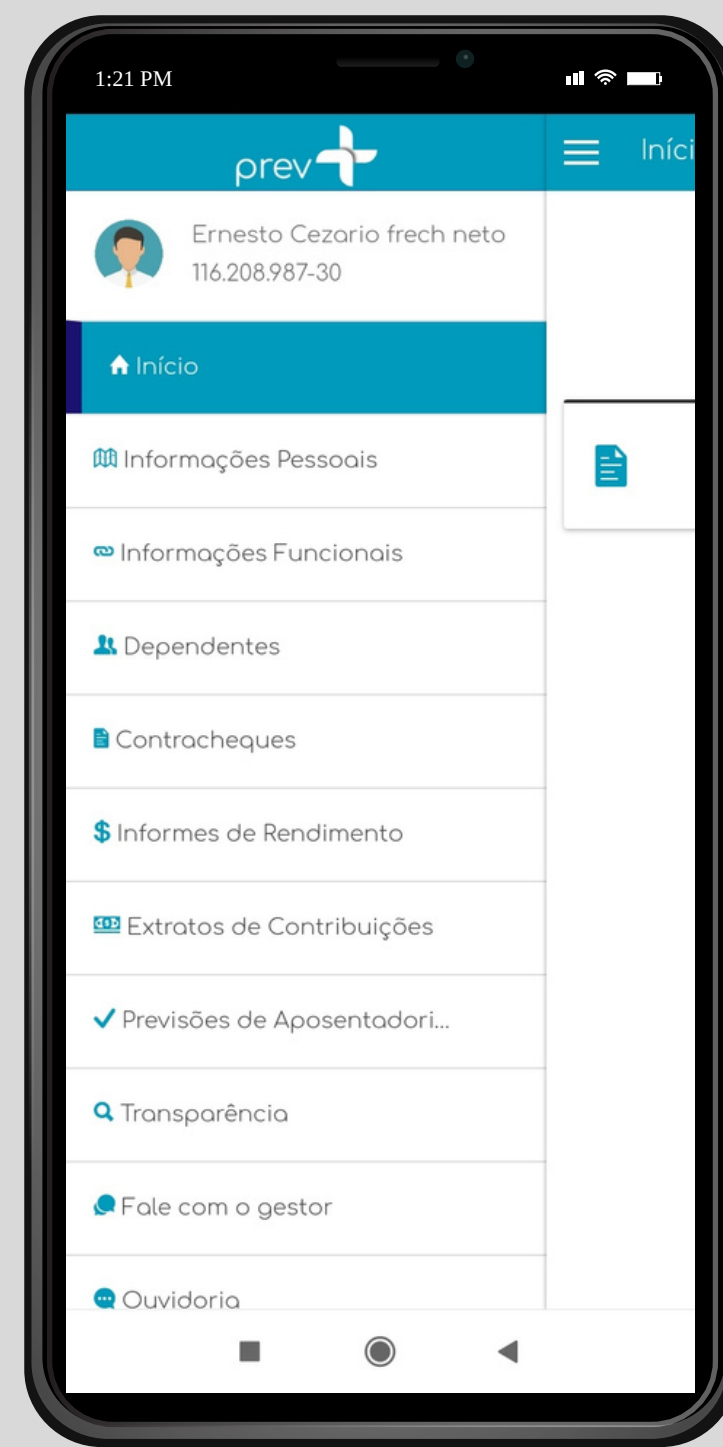 1:21 PM
prev
Iníci
Ernesto Cezario frech neto
116.208.987-30
Início
Informações Pessoais
Informações Funcionais
Dependentes
Contracheques
$ Informes de Rendimento
Extratos de Contribuições
Previsões de Aposentadori...
Transparência
Fale com o gestor
Ouvidoria